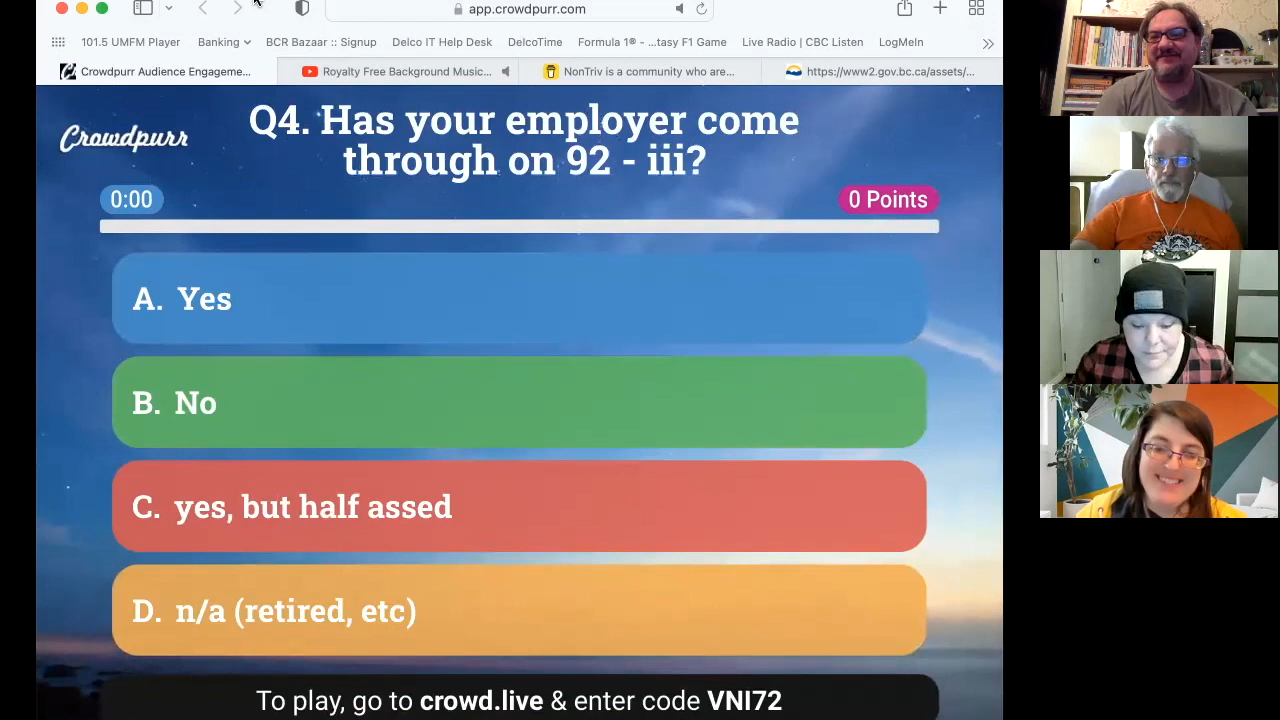 app.crowdpurr.com
101.5 UMFM Player Banking BCR Bazaar :: Signup Delco IT Help Desk DelcoTime Formula 1® - ...tasy F1 Game Live Radio | CBC Listen LogMeIn
Crowdpurr Audience Engageme... Royalty Free Background Music... NonTriv is a community who are... https://www2.gov.bc.ca/assets/...
Crowdpurr
Q4. Has your employer come
through on 92 - iii?
0:00 0 Points
A. Yes
B. No
C. yes, but half assed
D. n/a (retired, etc)
To play, go to crowd.live & enter code VNI72